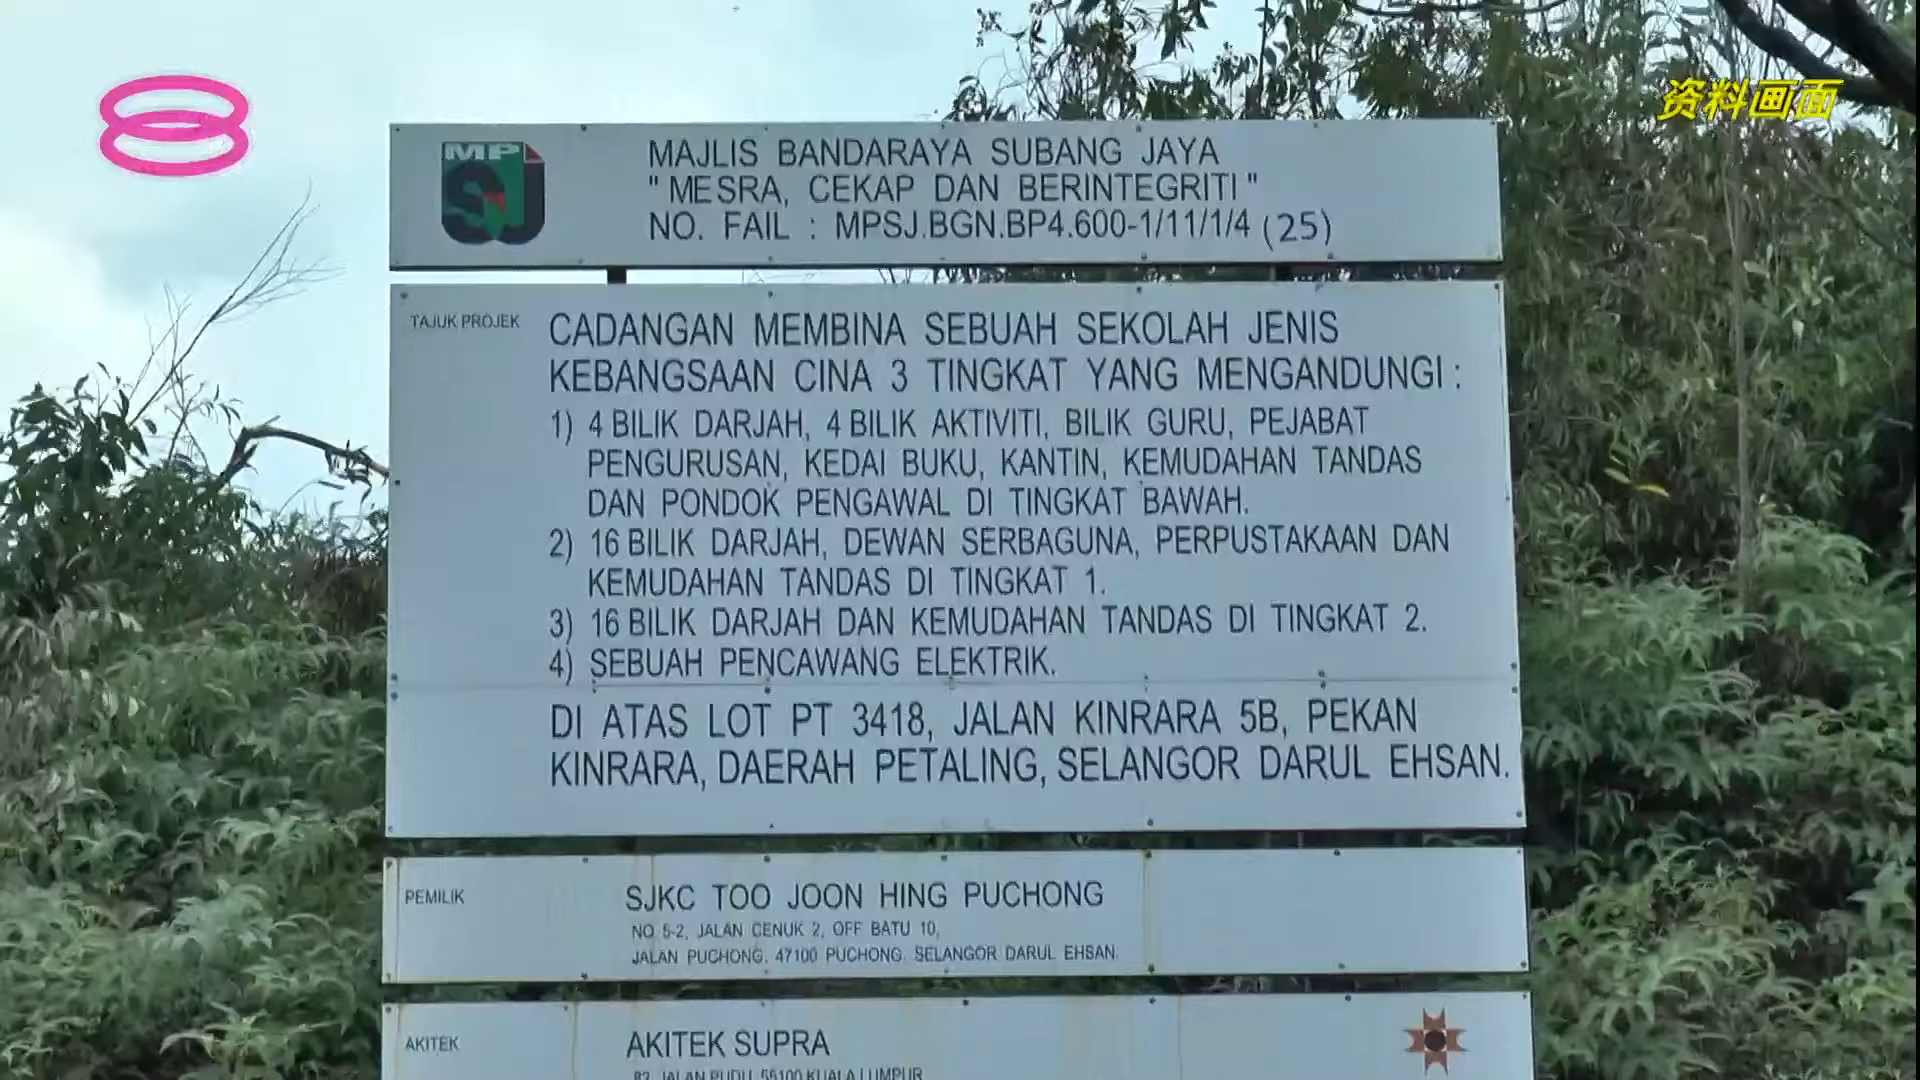 资料画面
MP
SJ
MAJLIS BANDARAYA SUBANG JAYA
"MESRA, CEKAP DAN BERINTEGRITI"
NO. FAIL : MPSJ.BGN.BP4.600-1/11/1/4 (25)
TAJUK PROJEK
CADANGAN MEMBINA SEBUAH SEKOLAH JENIS
KEBANGSAAN CINA 3 TINGKAT YANG MENGANDUNGI :
1) 4 BILIK DARJAH, 4 BILIK AKTIVITI, BILIK GURU, PEJABAT
PENGURUSAN, KEDAI BUKU, KANTIN, KEMUDAHAN TANDAS
DAN PONDOK PENGAWAL DI TINGKAT BAWAH.
2) 16 BILIK DARJAH, DEWAN SERBAGUNA, PERPUSTAKAAN DAN
KEMUDAHAN TANDAS DI TINGKAT 1.
3) 16 BILIK DARJAH DAN KEMUDAHAN TANDAS DI TINGKAT 2.
4) SEBUAH PENCAWANG ELEKTRIK.
DI ATAS LOT PT 3418, JALAN KINRARA 5B, PEKAN
KINRARA, DAERAH PETALING, SELANGOR DARUL EHSAN.
PEMILIK
SJKC TOO JOON HING PUCHONG
NO 5-2, JALAN CENUK 2, OFF BATU 10,
JALAN PUCHONG, 47100 PUCHONG. SELANGOR DARUL EHSAN.
AKITEK
AKITEK SUPRA
82 JALAN PUDU, 55100 KUALA LUMPUR